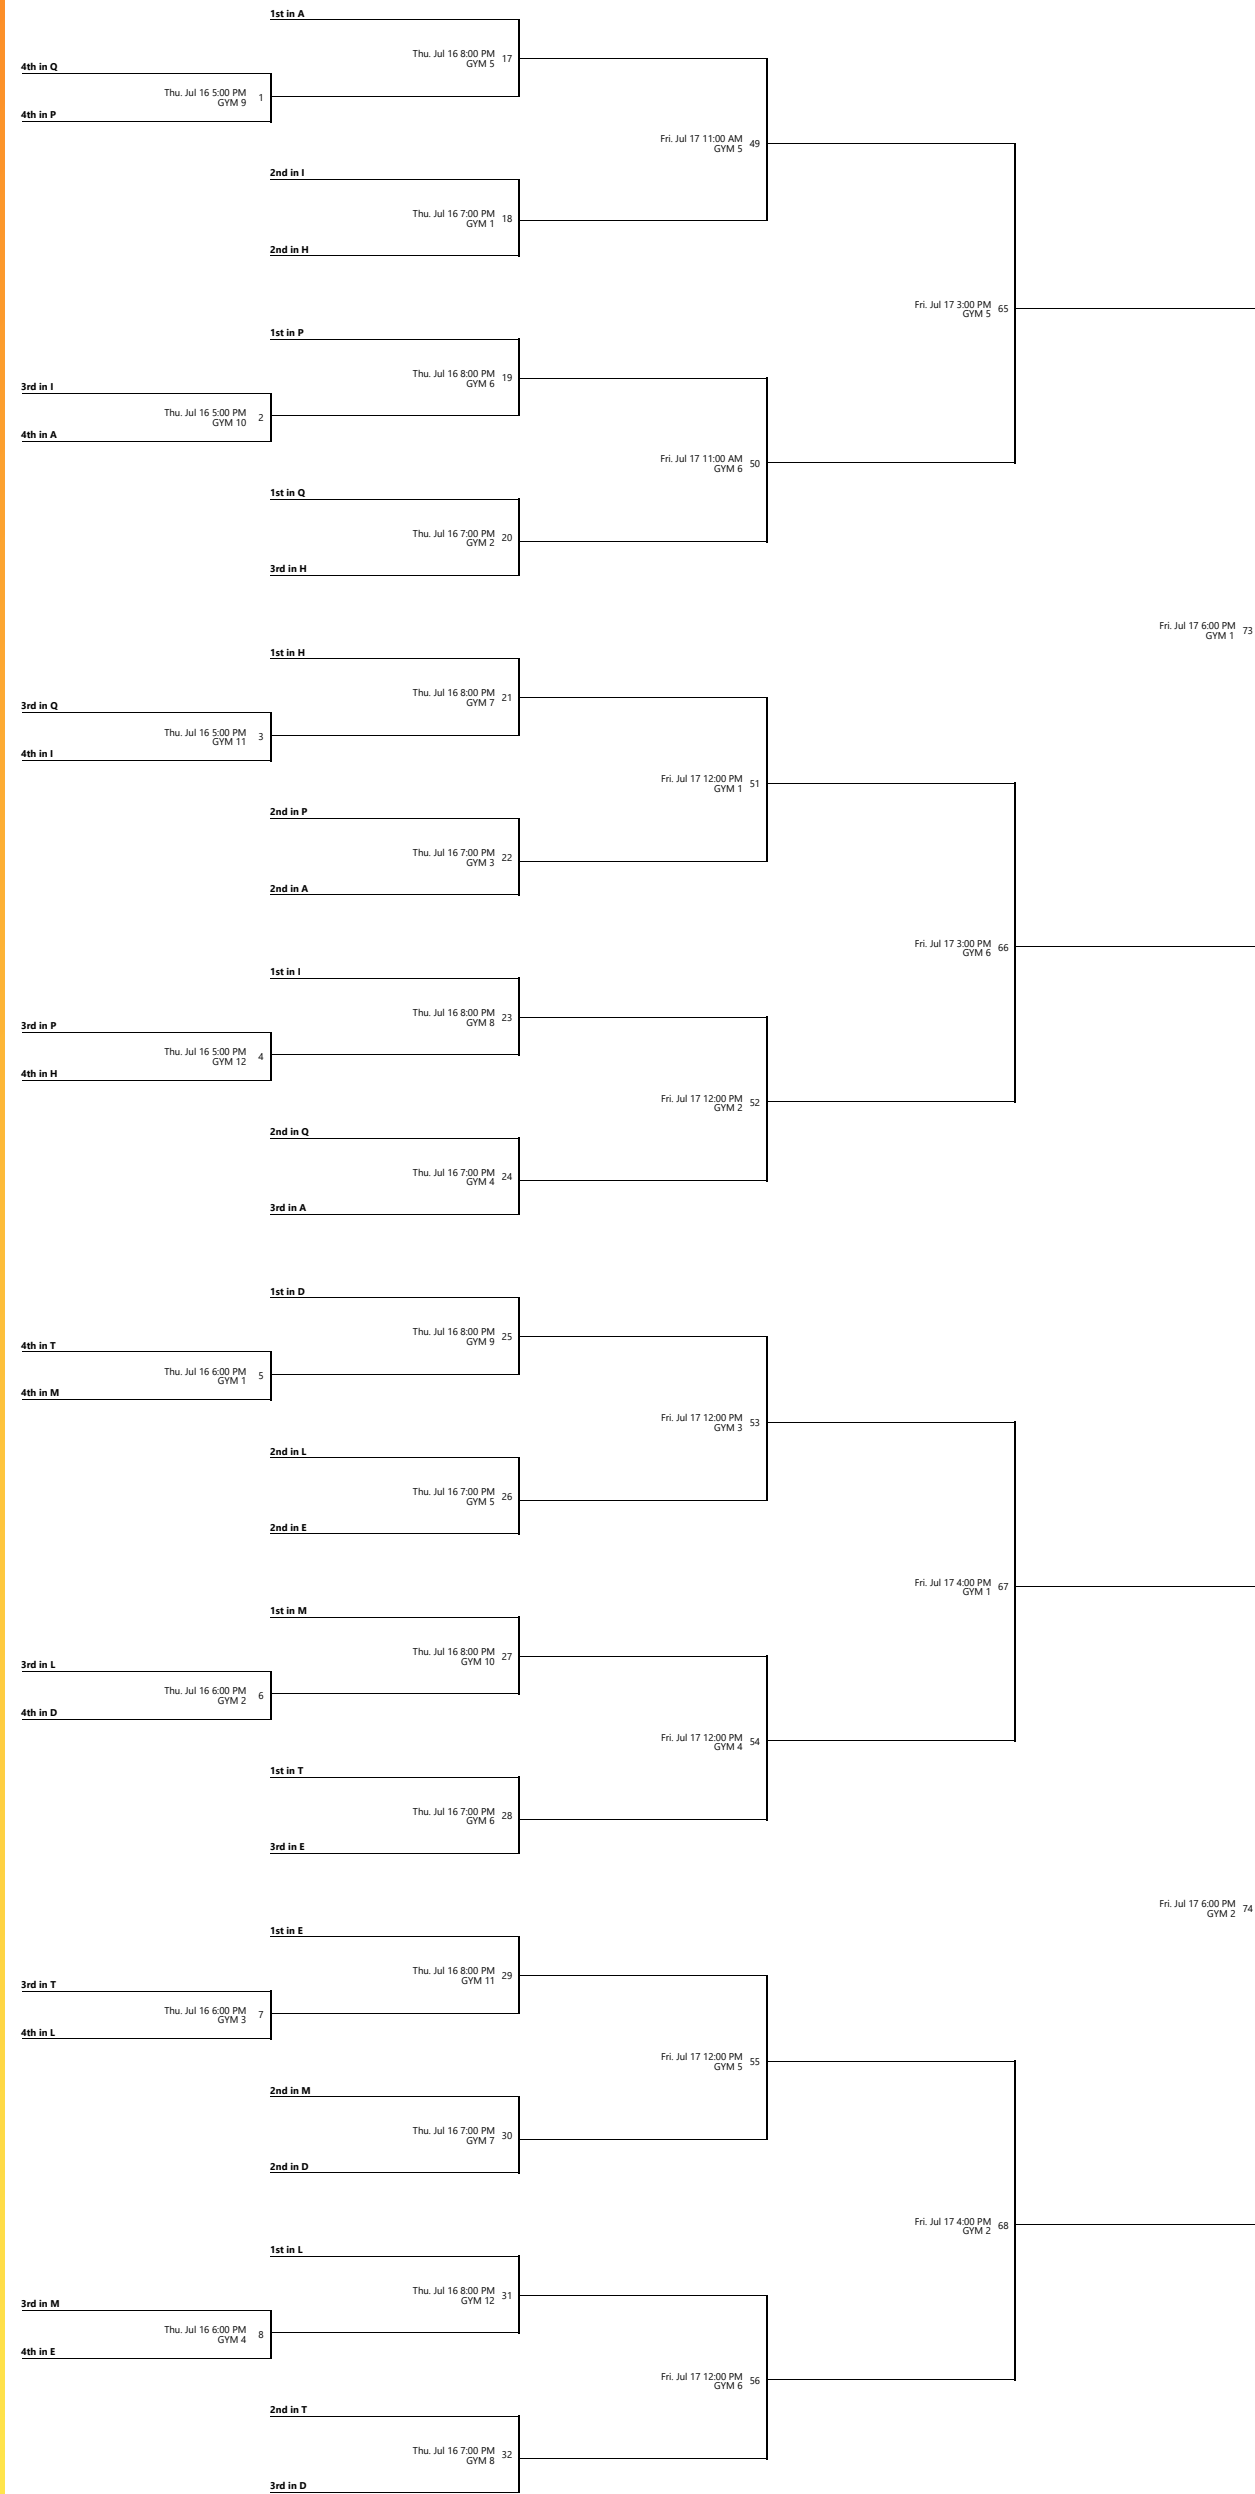 1st in A
Thu. Jul 16 8:00 PM 17
GYM 5
4th in Q
Thu. Jul 16 5:00 PM 1
GYM 9
4th in P
Fri. Jul 17 11:00 AM 49
GYM 5
2nd in I
Thu. Jul 16 7:00 PM 18
GYM 1
2nd in H
Fri. Jul 17 3:00 PM 65
GYM 5
1st in P
Thu. Jul 16 8:00 PM 19
GYM 6
3rd in I
Thu. Jul 16 5:00 PM 2
GYM 10
4th in A
Fri. Jul 17 11:00 AM 50
GYM 6
1st in Q
Thu. Jul 16 7:00 PM 20
GYM 2
3rd in H
Fri. Jul 17 6:00 PM 73
GYM 1
1st in H
Thu. Jul 16 8:00 PM 21
GYM 7
3rd in Q
Thu. Jul 16 5:00 PM 3
GYM 11
4th in I
Fri. Jul 17 12:00 PM 51
GYM 1
2nd in P
Thu. Jul 16 7:00 PM 22
GYM 3
2nd in A
Fri. Jul 17 3:00 PM 66
GYM 6
1st in I
Thu. Jul 16 8:00 PM 23
GYM 8
3rd in P
Thu. Jul 16 5:00 PM 4
GYM 12
4th in H
Fri. Jul 17 12:00 PM 52
GYM 2
2nd in Q
Thu. Jul 16 7:00 PM 24
GYM 4
3rd in A
1st in D
Thu. Jul 16 8:00 PM 25
GYM 9
4th in T
Thu. Jul 16 6:00 PM 5
GYM 1
4th in M
Fri. Jul 17 12:00 PM 53
GYM 3
2nd in L
Thu. Jul 16 7:00 PM 26
GYM 5
2nd in E
Fri. Jul 17 4:00 PM 67
GYM 1
1st in M
Thu. Jul 16 8:00 PM 27
GYM 10
3rd in L
Thu. Jul 16 6:00 PM 6
GYM 2
4th in D
Fri. Jul 17 12:00 PM 54
GYM 4
1st in T
Thu. Jul 16 7:00 PM 28
GYM 6
3rd in E
Fri. Jul 17 6:00 PM 74
GYM 2
1st in E
Thu. Jul 16 8:00 PM 29
GYM 11
3rd in T
Thu. Jul 16 6:00 PM 7
GYM 3
4th in L
Fri. Jul 17 12:00 PM 55
GYM 5
2nd in M
Thu. Jul 16 7:00 PM 30
GYM 7
2nd in D
Fri. Jul 17 4:00 PM 68
GYM 2
1st in L
Thu. Jul 16 8:00 PM 31
GYM 12
3rd in M
Thu. Jul 16 6:00 PM 8
GYM 4
4th in E
Fri. Jul 17 12:00 PM 56
GYM 6
2nd in T
Thu. Jul 16 7:00 PM 32
GYM 8
3rd in D